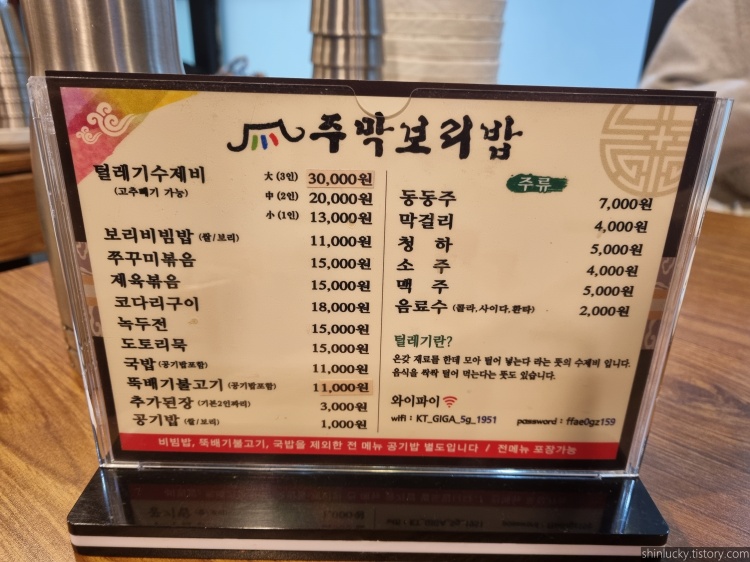 주막보리밥
털레기수제비 大 (3인) 30,000원
(고추빼기 가능) 中 (2인) 20,000원
小 (1인) 13,000원
보리비빔밥 (쌀/보리) 11,000원
쭈꾸미볶음 15,000원
제육볶음 15,000원
코다리구이 18,000원
녹두전 15,000원
도토리묵 15,000원
국밥 (공기밥포함) 11,000원
뚝배기불고기 (공기밥포함) 11,000원
추가된장 (기본2인짜리) 3,000원
공기밥 (쌀/보리) 1,000원
주류
동동주 7,000원
막걸리 4,000원
청 하 5,000원
소 주 4,000원
맥 주 5,000원
음료수 (콜라,사이다,환타) 2,000원
털레기란?
온갖 재료를 한데 모아 털어 넣는다 라는 뜻의 수제비 입니다.
음식을 싹싹 털어 먹는다는 뜻도 있습니다.
와이파이
wifi : KT_GIGA_5g_1951 password : ffae0gz159
비빔밥, 뚝배기불고기, 국밥을 제외한 전 메뉴 공기밥 별도입니다 / 전메뉴 포장가능
shinlucky.tistory.com